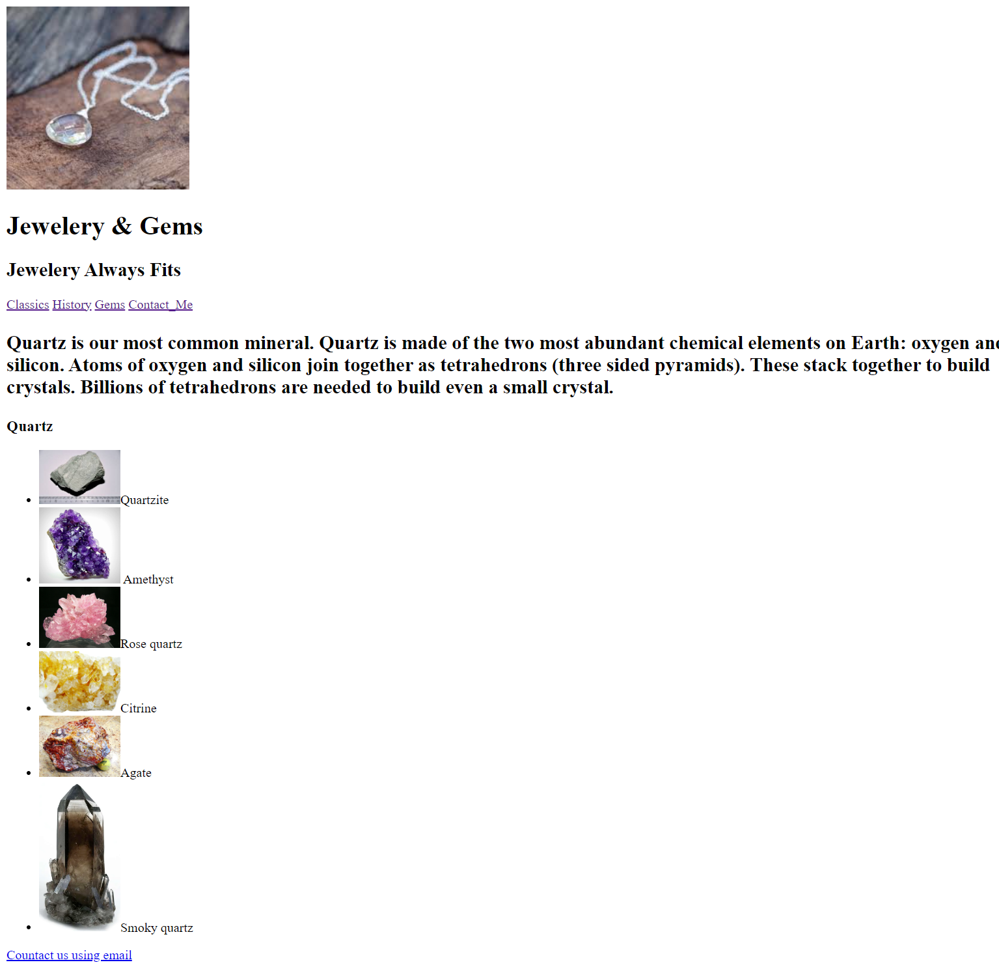 Jewelery & Gems
Jewelery Always Fits
Classics History Gems Contact_Me
Quartz is our most common mineral. Quartz is made of the two most abundant chemical elements on Earth: oxygen and
silicon. Atoms of oxygen and silicon join together as tetrahedrons (three sided pyramids). These stack together to build
crystals. Billions of tetrahedrons are needed to build even a small crystal.
Quartz
Quartzite
Amethyst
Rose quartz
Citrine
Agate
Smoky quartz
Countact us using email